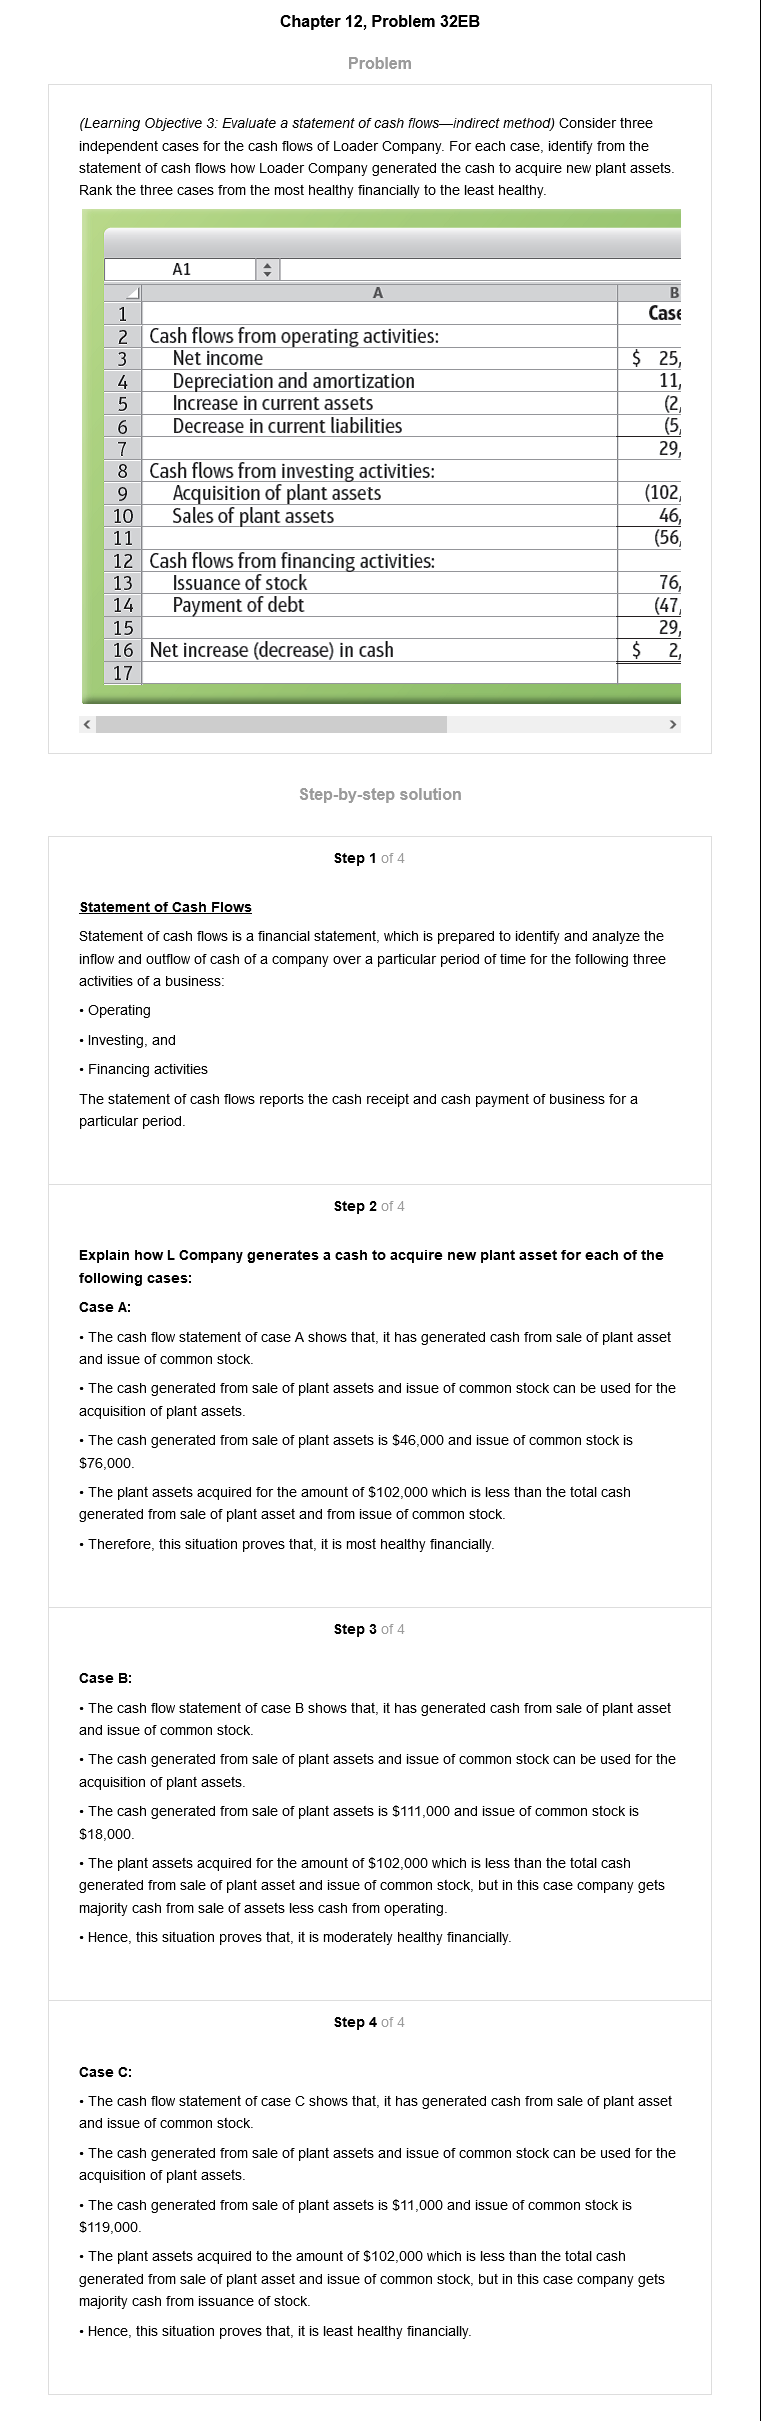 Chapter 12, Problem 32EB
Problem
(Learning Objective 3: Evaluate a statement of cash flows—indirect method) Consider three
independent cases for the cash flows of Loader Company. For each case, identify from the
statement of cash flows how Loader Company generated the cash to acquire new plant assets.
Rank the three cases from the most healthy financially to the least healthy.
A1
A B
1 Case
2 Cash flows from operating activities:
3 Net income $ 25,
4 Depreciation and amortization 11,
5 Increase in current assets (2,
6 Decrease in current liabilities (5,
7 29,
8 Cash flows from investing activities:
9 Acquisition of plant assets (102,
10 Sales of plant assets 46,
11 (56,
12 Cash flows from financing activities:
13 Issuance of stock 76,
14 Payment of debt (47,
15 29,
16 Net increase (decrease) in cash $ 2,
17
Step-by-step solution
Step 1 of 4
Statement of Cash Flows
Statement of cash flows is a financial statement, which is prepared to identify and analyze the
inflow and outflow of cash of a company over a particular period of time for the following three
activities of a business:
• Operating
• Investing, and
• Financing activities
The statement of cash flows reports the cash receipt and cash payment of business for a
particular period.
Step 2 of 4
Explain how L Company generates a cash to acquire new plant asset for each of the
following cases:
Case A:
• The cash flow statement of case A shows that, it has generated cash from sale of plant asset
and issue of common stock.
• The cash generated from sale of plant assets and issue of common stock can be used for the
acquisition of plant assets.
• The cash generated from sale of plant assets is $46,000 and issue of common stock is
$76,000.
• The plant assets acquired for the amount of $102,000 which is less than the total cash
generated from sale of plant asset and from issue of common stock.
• Therefore, this situation proves that, it is most healthy financially.
Step 3 of 4
Case B:
• The cash flow statement of case B shows that, it has generated cash from sale of plant asset
and issue of common stock.
• The cash generated from sale of plant assets and issue of common stock can be used for the
acquisition of plant assets.
• The cash generated from sale of plant assets is $111,000 and issue of common stock is
$18,000.
• The plant assets acquired for the amount of $102,000 which is less than the total cash
generated from sale of plant asset and issue of common stock, but in this case company gets
majority cash from sale of assets less cash from operating.
• Hence, this situation proves that, it is moderately healthy financially.
Step 4 of 4
Case C:
• The cash flow statement of case C shows that, it has generated cash from sale of plant asset
and issue of common stock.
• The cash generated from sale of plant assets and issue of common stock can be used for the
acquisition of plant assets.
• The cash generated from sale of plant assets is $11,000 and issue of common stock is
$119,000.
• The plant assets acquired to the amount of $102,000 which is less than the total cash
generated from sale of plant asset and issue of common stock, but in this case company gets
majority cash from issuance of stock.
• Hence, this situation proves that, it is least healthy financially.